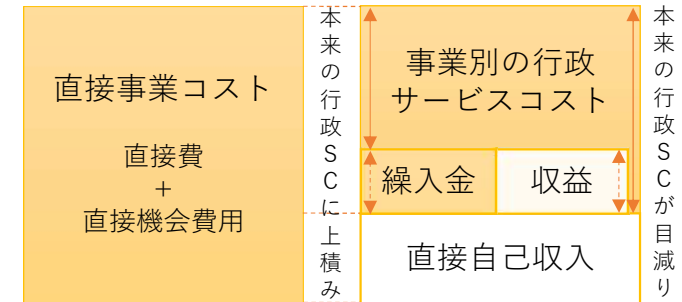 直接事業コスト
直接費
+
直接機会費用
本来の行政SCに上積み
事業別の行政
サービスコスト
繰入金
収益
直接自己収入
本来の行政SCが目減り